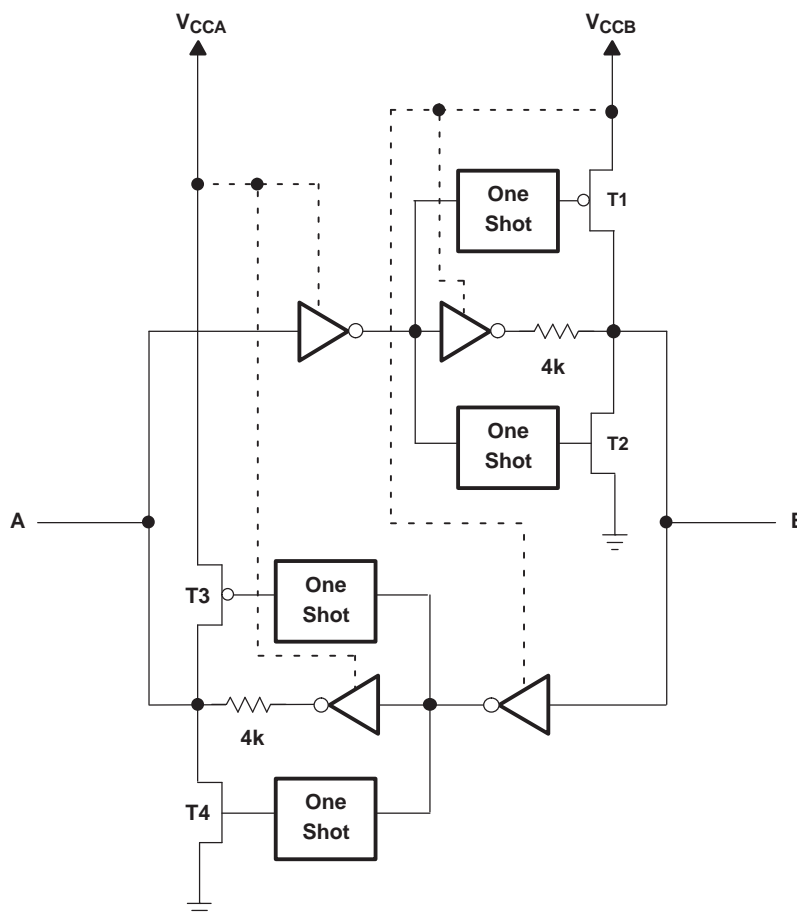 VCCA
VCCB
One
Shot
T1
4k
One
Shot
T2
A
B
T3
One
Shot
4k
T4
One
Shot